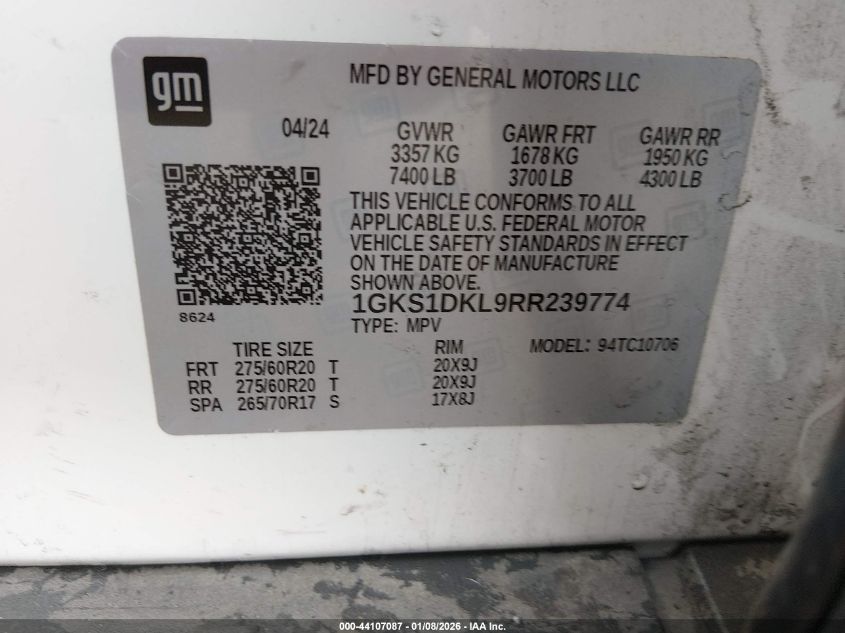 gm
MFD BY GENERAL MOTORS LLC
04/24 GVWR GAWR FRT GAWR RR
3357 KG 1678 KG 1950 KG
7400 LB 3700 LB 4300 LB
THIS VEHICLE CONFORMS TO ALL
APPLICABLE U.S. FEDERAL MOTOR
VEHICLE SAFETY STANDARDS IN EFFECT
ON THE DATE OF MANUFACTURE
SHOWN ABOVE.
1GKS1DKL9RR239774
8624
TYPE: MPV
TIRE SIZE RIM MODEL: 94TC10706
FRT 275/60R20 T 20X9J
RR 275/60R20 T 20X9J
SPA 265/70R17 S 17X8J
000-44107087 - 01/08/2026 - IAA Inc.